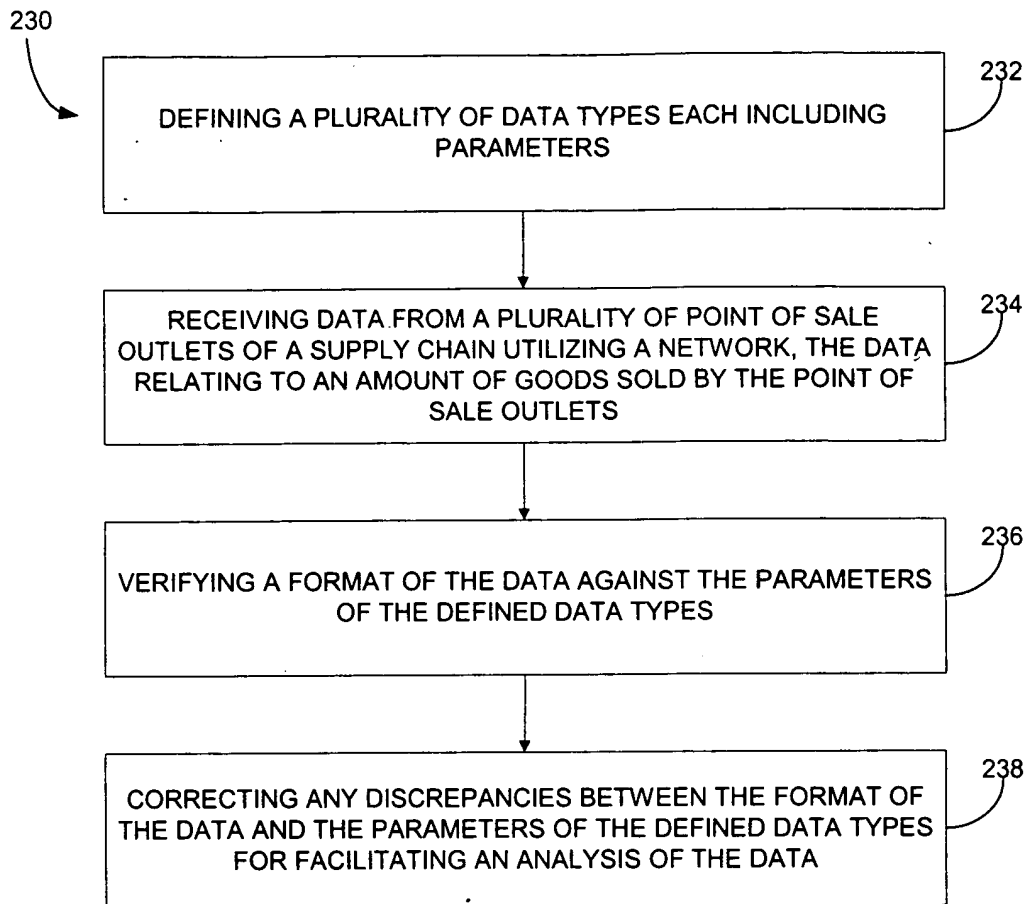 230
232
DEFINING A PLURALITY OF DATA TYPES EACH INCLUDING
PARAMETERS
234
RECEIVING DATA FROM A PLURALITY OF POINT OF SALE
OUTLETS OF A SUPPLY CHAIN UTILIZING A NETWORK, THE DATA
RELATING TO AN AMOUNT OF GOODS SOLD BY THE POINT OF
SALE OUTLETS
236
VERIFYING A FORMAT OF THE DATA AGAINST THE PARAMETERS
OF THE DEFINED DATA TYPES
238
CORRECTING ANY DISCREPANCIES BETWEEN THE FORMAT OF
THE DATA AND THE PARAMETERS OF THE DEFINED DATA TYPES
FOR FACILITATING AN ANALYSIS OF THE DATA